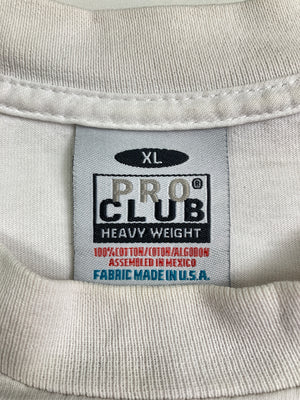 XL
PRO®
CLUB
HEAVY WEIGHT
100% COTTON/COTON/ALGODON
ASSEMBLED IN MEXICO
FABRIC MADE IN U.S.A.